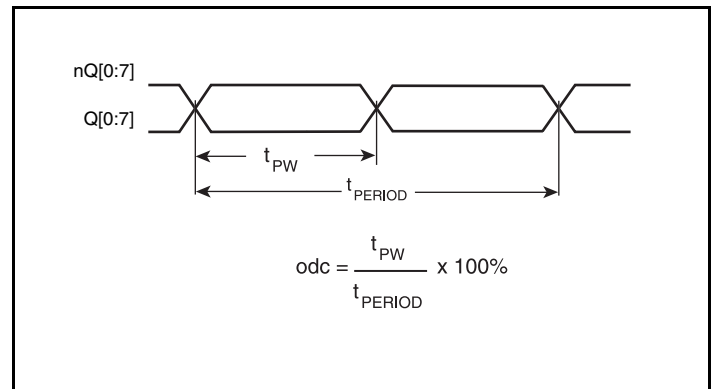 nQ[0:7]
Q[0:7]
tPW
tPERIOD
odc = tPW / tPERIOD x 100%